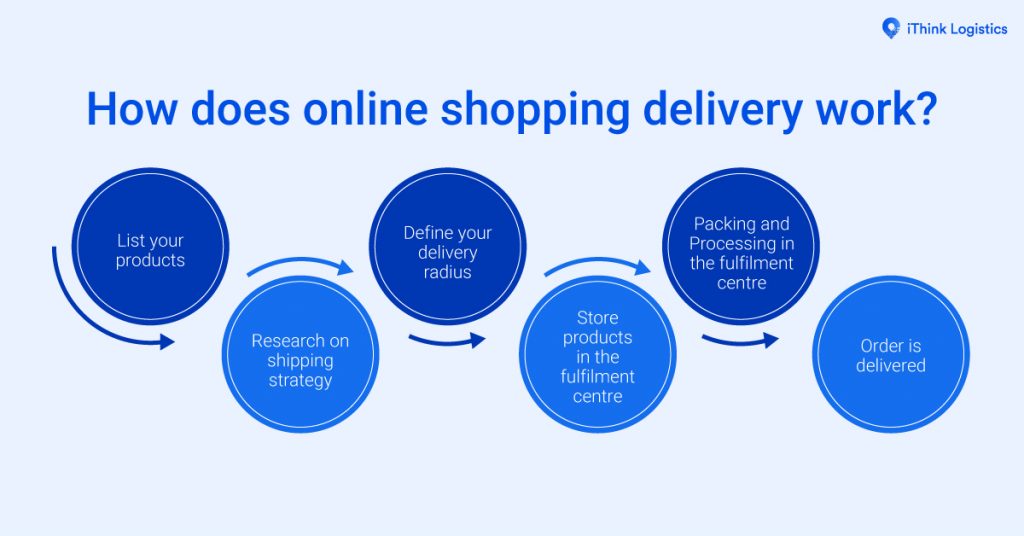 iThink Logistics
How does online shopping delivery work?
List your
products
Research on
shipping
strategy
Define your
delivery
radius
Store
products
in the
fulfilment
centre
Packing and
Processing in
the fulfilment
centre
Order is
delivered